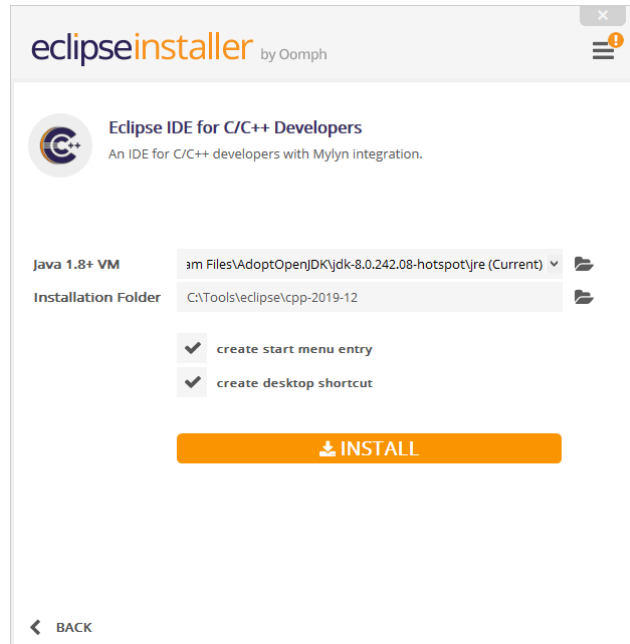 eclipseinstaller by Oomph
Eclipse IDE for C/C++ Developers
An IDE for C/C++ developers with Mylyn integration.
Java 1.8+ VM am Files\AdoptOpenJDK\jdk-8.0.242.08-hotspot\jre (Current)
Installation Folder C:\Tools\eclipse\cpp-2019-12
create start menu entry
create desktop shortcut
INSTALL
BACK